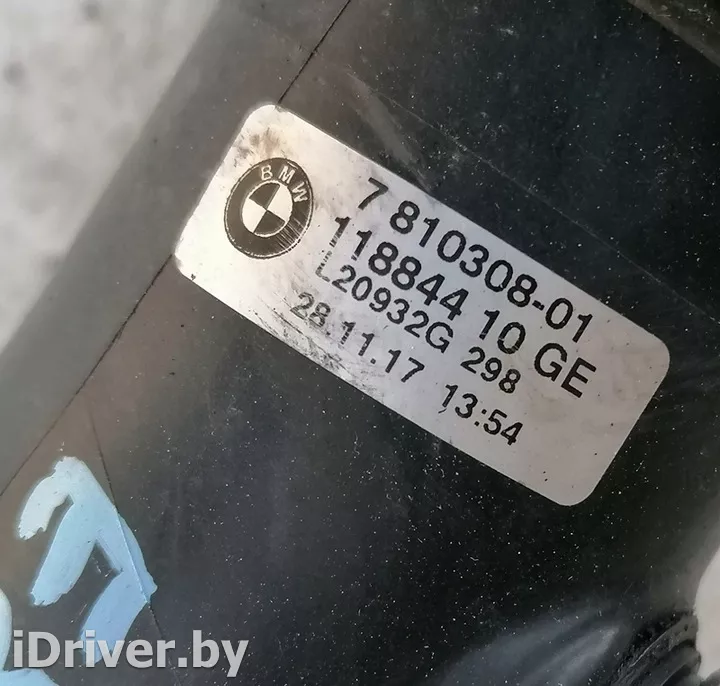 BMW
7 810308-01
118844 10 GE
L20932G 298
28.11.17 13:54
iDriver.by